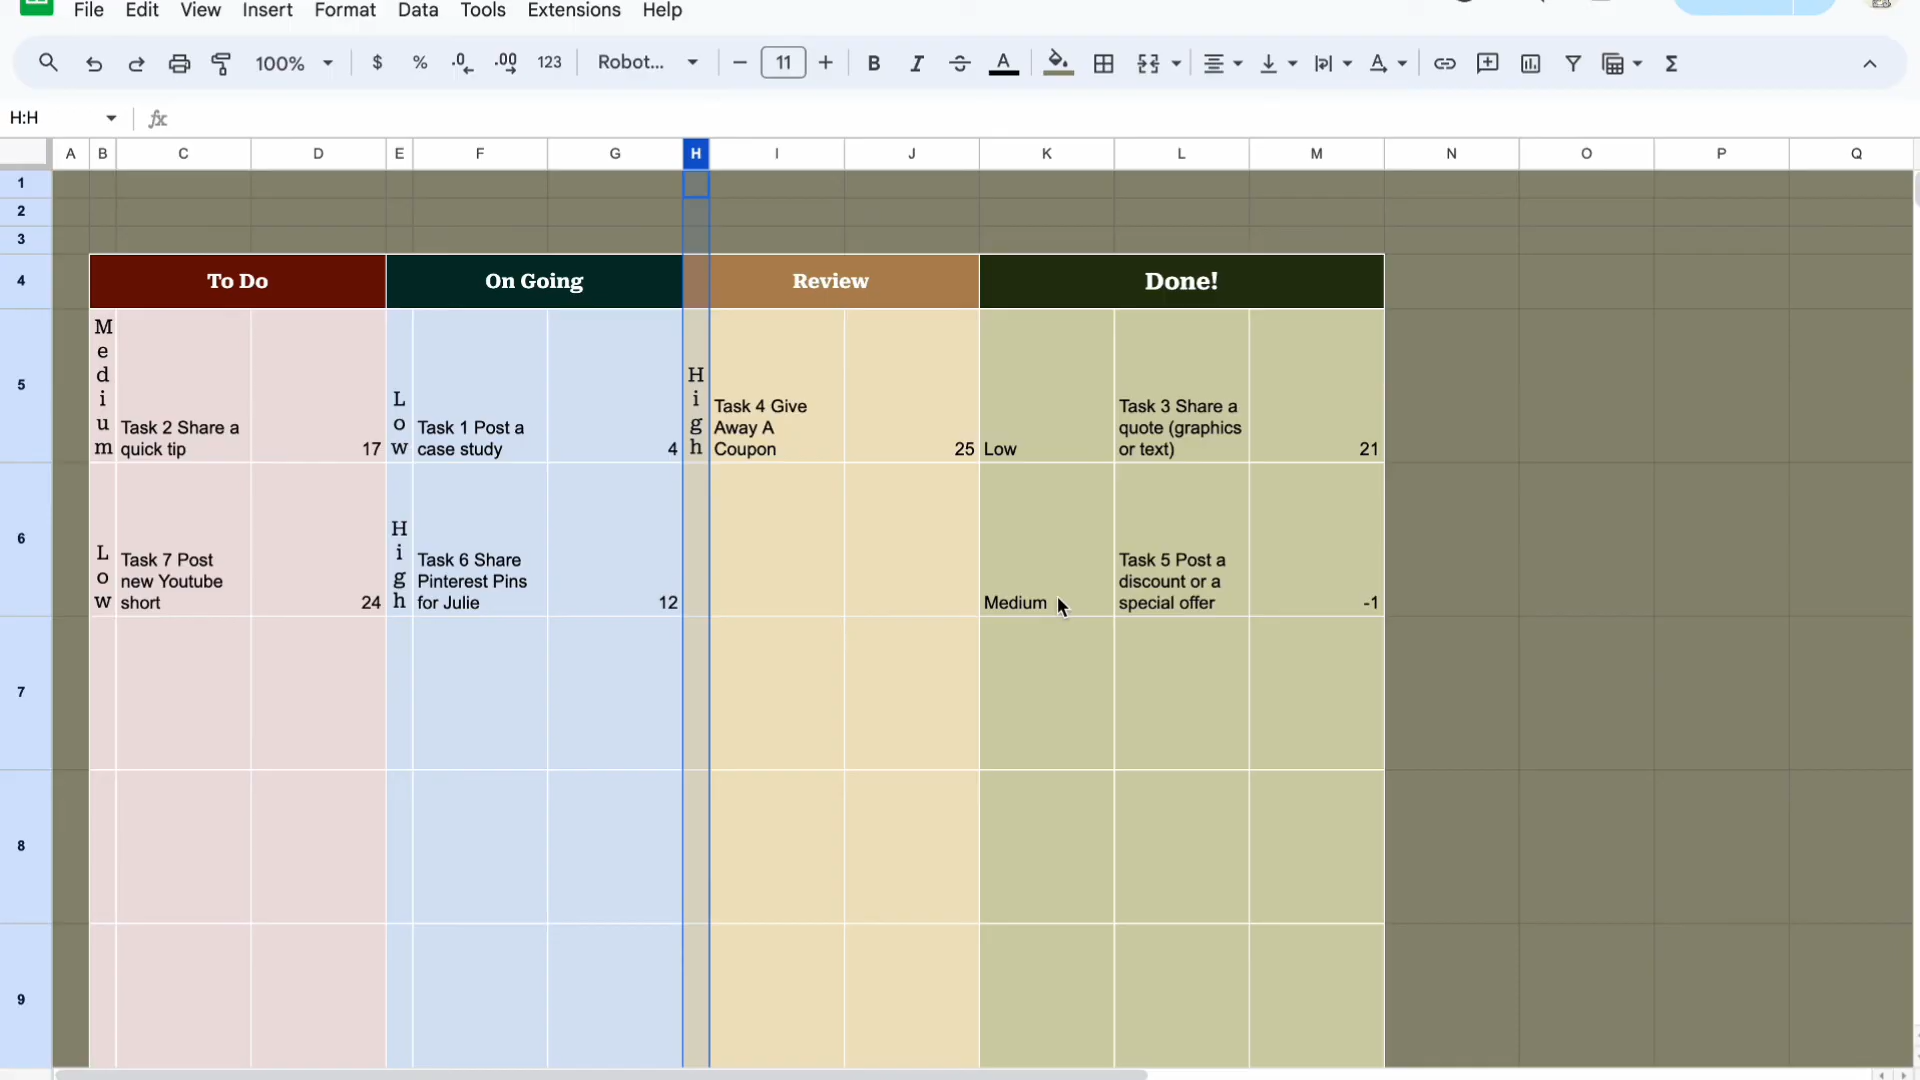 File Edit View Insert Format Data Tools Extensions Help
100% $ % .0 .00 123 Robot... 11 B I A A Σ
H:H fx
A B C D E F G H I J K L M N O P Q
1
2
3
4 To Do On Going Review Done!
5
M
e
d
i
u
m
Task 2 Share a
quick tip
17
L
o
w
Task 1 Post a
case study
4
H
i
g
h
Task 4 Give
Away A
Coupon
25
Low
Task 3 Share a
quote (graphics
or text)
21
6
L
o
w
Task 7 Post
new Youtube
short
24
H
i
g
h
Task 6 Share
Pinterest Pins
for Julie
12
Medium
Task 5 Post a
discount or a
special offer
-1
7
8
9